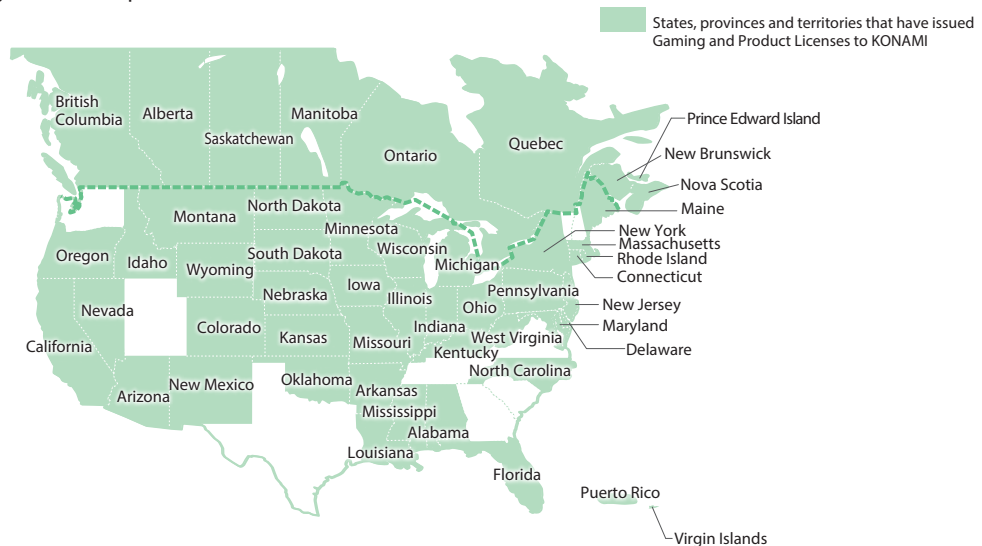 States, provinces and territories that have issued
Gaming and Product Licenses to KONAMI
British
Columbia
Alberta
Saskatchewan
Manitoba
Ontario
Quebec
Prince Edward Island
New Brunswick
Nova Scotia
Maine
New York
Massachusetts
Rhode Island
Connecticut
Montana
North Dakota
Minnesota
Oregon
Idaho
Wyoming
South Dakota
Wisconsin
Michigan
Nebraska
Iowa
Illinois
Ohio
Pennsylvania
New Jersey
Maryland
Delaware
Nevada
California
Colorado
Kansas
Missouri
Indiana
West Virginia
Kentucky
North Carolina
Arizona
New Mexico
Oklahoma
Arkansas
Mississippi
Alabama
Louisiana
Florida
Puerto Rico
Virgin Islands